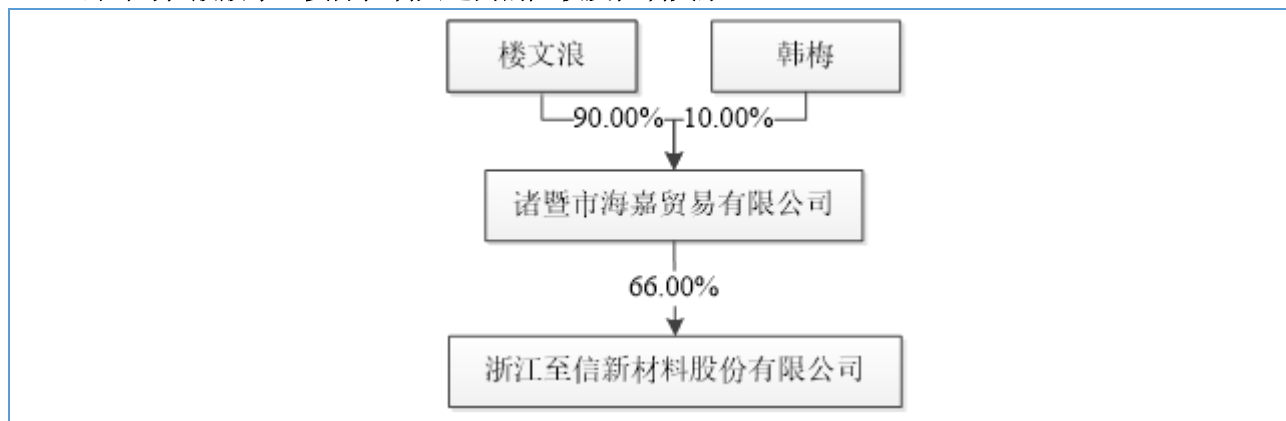 楼文浪
韩梅
90.00%
10.00%
诸暨市海嘉贸易有限公司
66.00%
浙江至信新材料股份有限公司